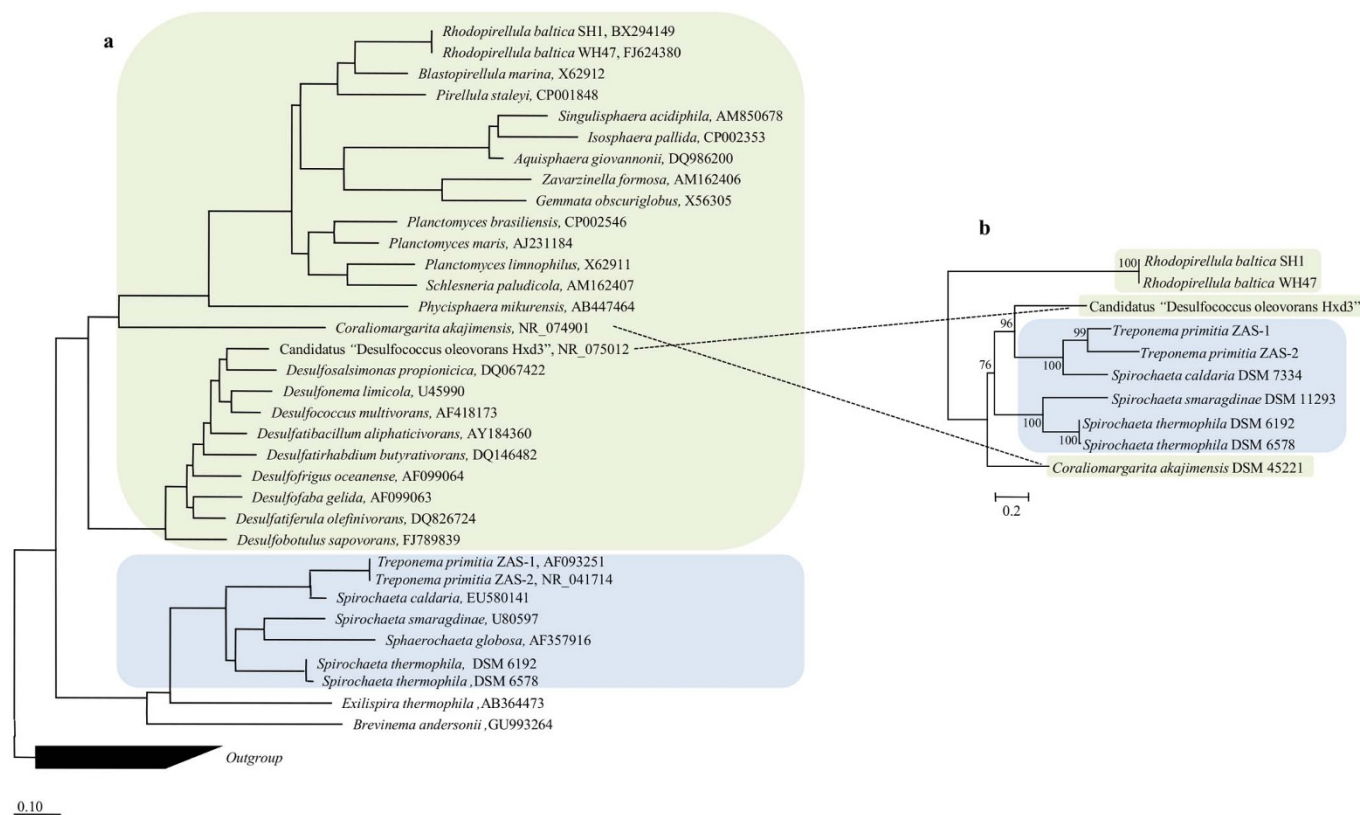 a
Rhodopirellula baltica SH1, BX294149
Rhodopirellula baltica WH47, FJ624380
Blastopirellula marina, X62912
Pirellula staleyi, CP001848
Singulisphaera acidiphila, AM850678
Isosphaera pallida, CP002353
Aquisphaera giovannonii, DQ986200
Zavarzinella formosa, AM162406
Gemmata obscuriglobus, X56305
Planctomyces brasiliensis, CP002546
Planctomyces maris, AJ231184
Planctomyces limnophilus, X62911
Schlesneria paludicola, AM162407
Phycisphaera mikurensis, AB447464
Coraliomargarita akajimensis, NR_074901
Candidatus “Desulfococcus oleovorans Hxd3”, NR_075012
Desulfosalsimonas propionicica, DQ067422
Desulfonema limicola, U45990
Desulfococcus multivorans, AF418173
Desulfatibacillum aliphaticivorans, AY184360
Desulfatirhabdium butyrativorans, DQ146482
Desulfofrigus oceanense, AF099064
Desulfofaba gelida, AF099063
Desulfatiferula olefinivorans, DQ826724
Desulfobotulus sapovorans, FJ789839
Treponema primitia ZAS-1, AF093251
Treponema primitia ZAS-2, NR_041714
Spirochaeta caldaria, EU580141
Spirochaeta smaragdinae, U80597
Sphaerochaeta globosa, AF357916
Spirochaeta thermophila, DSM 6192
Spirochaeta thermophila ,DSM 6578
Exilispira thermophila ,AB364473
Brevinema andersonii ,GU993264
Outgroup
0.10
b
100
Rhodopirellula baltica SH1
Rhodopirellula baltica WH47
Candidatus “Desulfococcus oleovorans Hxd3”
96
99
Treponema primitia ZAS-1
Treponema primitia ZAS-2
76
100
Spirochaeta caldaria DSM 7334
Spirochaeta smaragdinae DSM 11293
100
Spirochaeta thermophila DSM 6192
100
Spirochaeta thermophila DSM 6578
Coraliomargarita akajimensis DSM 45221
0.2